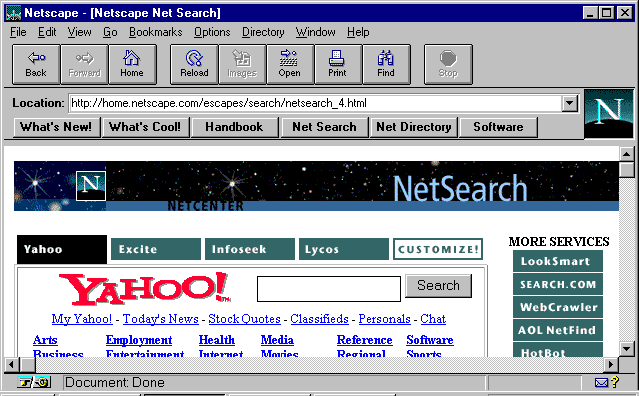 Netscape - [Netscape Net Search]
File Edit View Go Bookmarks Options Directory Window Help
Back Forward Home Reload Images Open Print Find Stop
Location: http://home.netscape.com/escapes/search/netsearch_4.html
What's New! What's Cool! Handbook Net Search Net Directory Software
N
N NETCENTER NetSearch
Yahoo Excite Infoseek Lycos CUSTOMIZE!
MORE SERVICES
YAHOO! Search
LookSmart
SEARCH.COM
WebCrawler
AOL NetFind
HotBot
My Yahoo! - Today's News - Stock Quotes - Classifieds - Personals - Chat
Arts Employment Health Media Reference Software
Business Entertainment Internet Movies Regional Sports
Document: Done